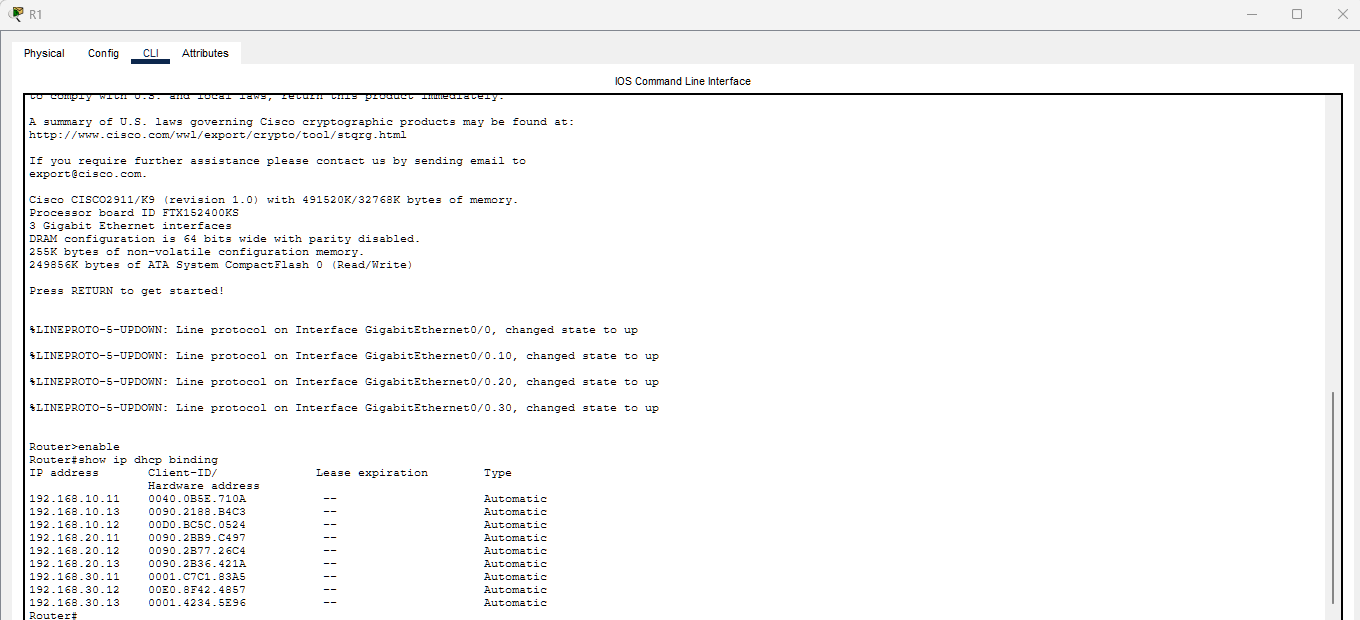 R1
Physical Config CLI Attributes
IOS Command Line Interface
to comply with U.S. and local laws, return this product immediately.
A summary of U.S. laws governing Cisco cryptographic products may be found at:
http://www.cisco.com/wwl/export/crypto/tool/stqrg.html
If you require further assistance please contact us by sending email to
export@cisco.com.
Cisco CISCO2911/K9 (revision 1.0) with 491520K/32768K bytes of memory.
Processor board ID FTX152400KS
3 Gigabit Ethernet interfaces
DRAM configuration is 64 bits wide with parity disabled.
255K bytes of non-volatile configuration memory.
249856K bytes of ATA System CompactFlash 0 (Read/Write)
Press RETURN to get started!
%LINEPROTO-5-UPDOWN: Line protocol on Interface GigabitEthernet0/0, changed state to up
%LINEPROTO-5-UPDOWN: Line protocol on Interface GigabitEthernet0/0.10, changed state to up
%LINEPROTO-5-UPDOWN: Line protocol on Interface GigabitEthernet0/0.20, changed state to up
%LINEPROTO-5-UPDOWN: Line protocol on Interface GigabitEthernet0/0.30, changed state to up
Router>enable
Router#show ip dhcp binding
IP address Client-ID/ Lease expiration Type
Hardware address
192.168.10.11 0040.0B5E.710A -- Automatic
192.168.10.13 0090.2188.B4C3 -- Automatic
192.168.10.12 00D0.BC5C.0524 -- Automatic
192.168.20.11 0090.2BB9.C497 -- Automatic
192.168.20.12 0090.2B77.26C4 -- Automatic
192.168.20.13 0090.2B36.421A -- Automatic
192.168.30.11 0001.C7C1.83A5 -- Automatic
192.168.30.12 00E0.8F42.4857 -- Automatic
192.168.30.13 0001.4234.5E96 -- Automatic
Router#